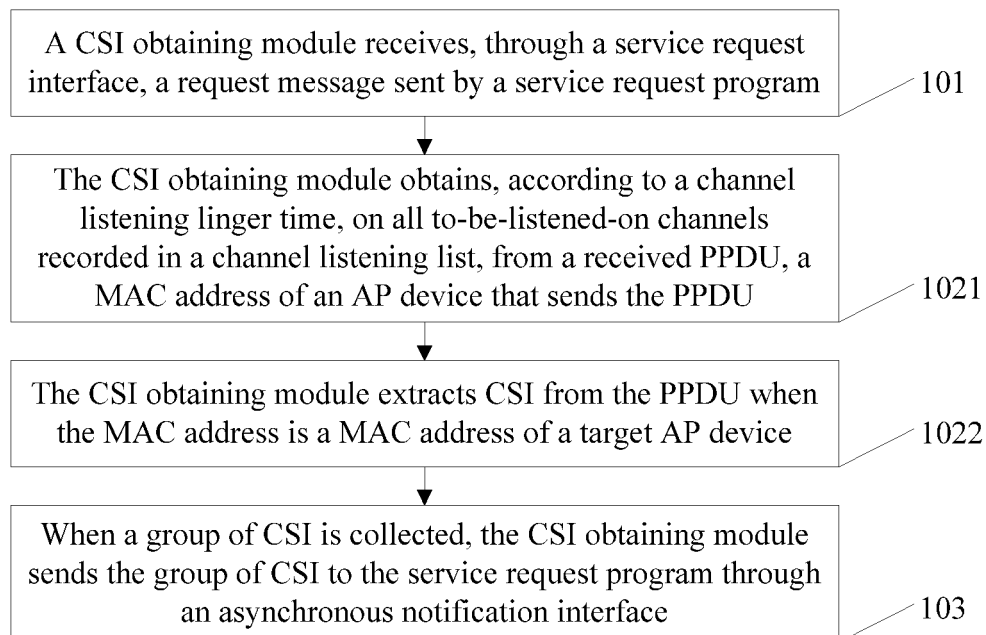 A CSI obtaining module receives, through a service request
interface, a request message sent by a service request program
101
The CSI obtaining module obtains, according to a channel
listening linger time, on all to-be-listened-on channels
recorded in a channel listening list, from a received PPDU, a
MAC address of an AP device that sends the PPDU
1021
The CSI obtaining module extracts CSI from the PPDU when
the MAC address is a MAC address of a target AP device
1022
When a group of CSI is collected, the CSI obtaining module
sends the group of CSI to the service request program through
an asynchronous notification interface
103